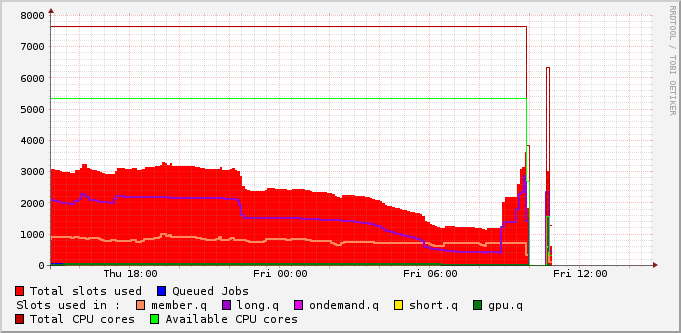 RRDTOOL / TOBI OETIKER
8000
7000
6000
5000
4000
3000
2000
1000
0
Thu 18:00 Fri 00:00 Fri 06:00 Fri 12:00
Total slots used Queued Jobs
Slots used in : member.q long.q ondemand.q short.q gpu.q
Total CPU cores Available CPU cores